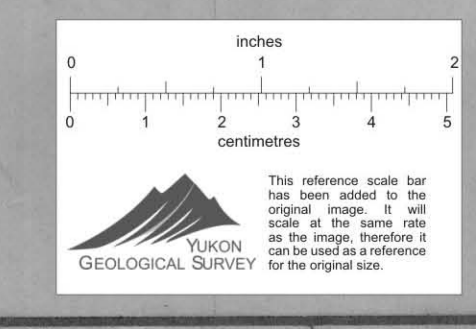 inches
0 1 2
0 1 2 3 4 5
centimetres
This reference scale bar
has been added to the
original image. It will
scale at the same rate
as the image, therefore it
can be used as a reference
for the original size.
YUKON
GEOLOGICAL SURVEY